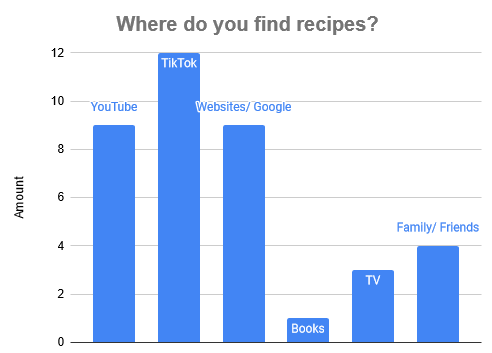 Where do you find recipes?
Amount
12
10
8
6
4
2
0
YouTube
TikTok
Websites/ Google
Books
TV
Family/ Friends